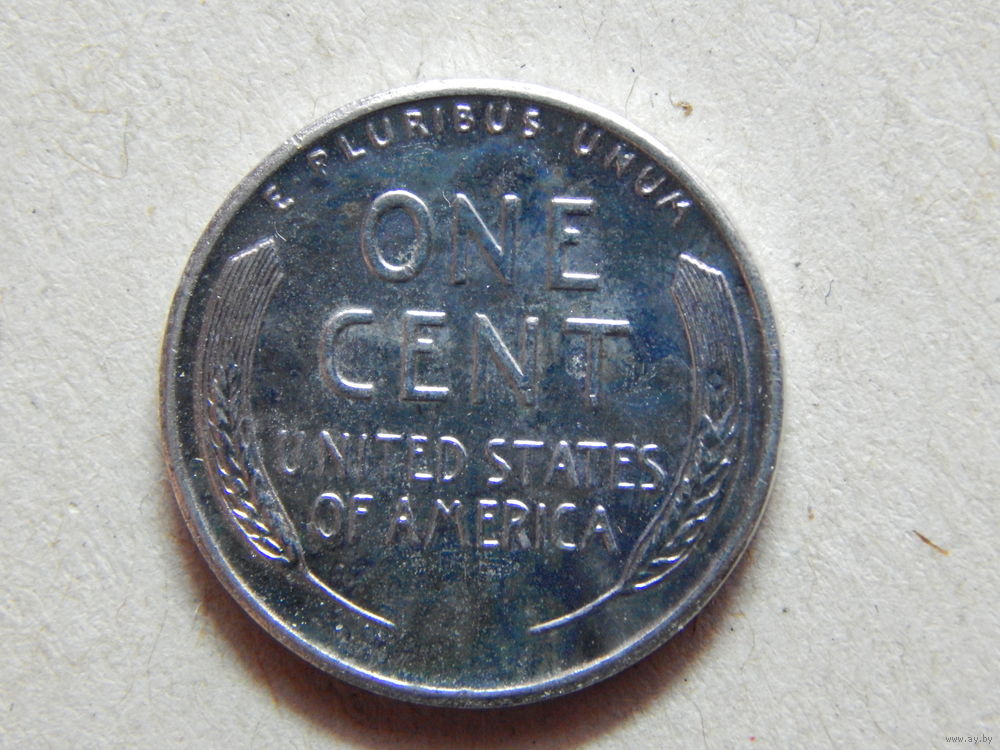 E PLURIBUS · UNUM
ONE
CENT
UNITED STATES
OF AMERICA
www.ay.by